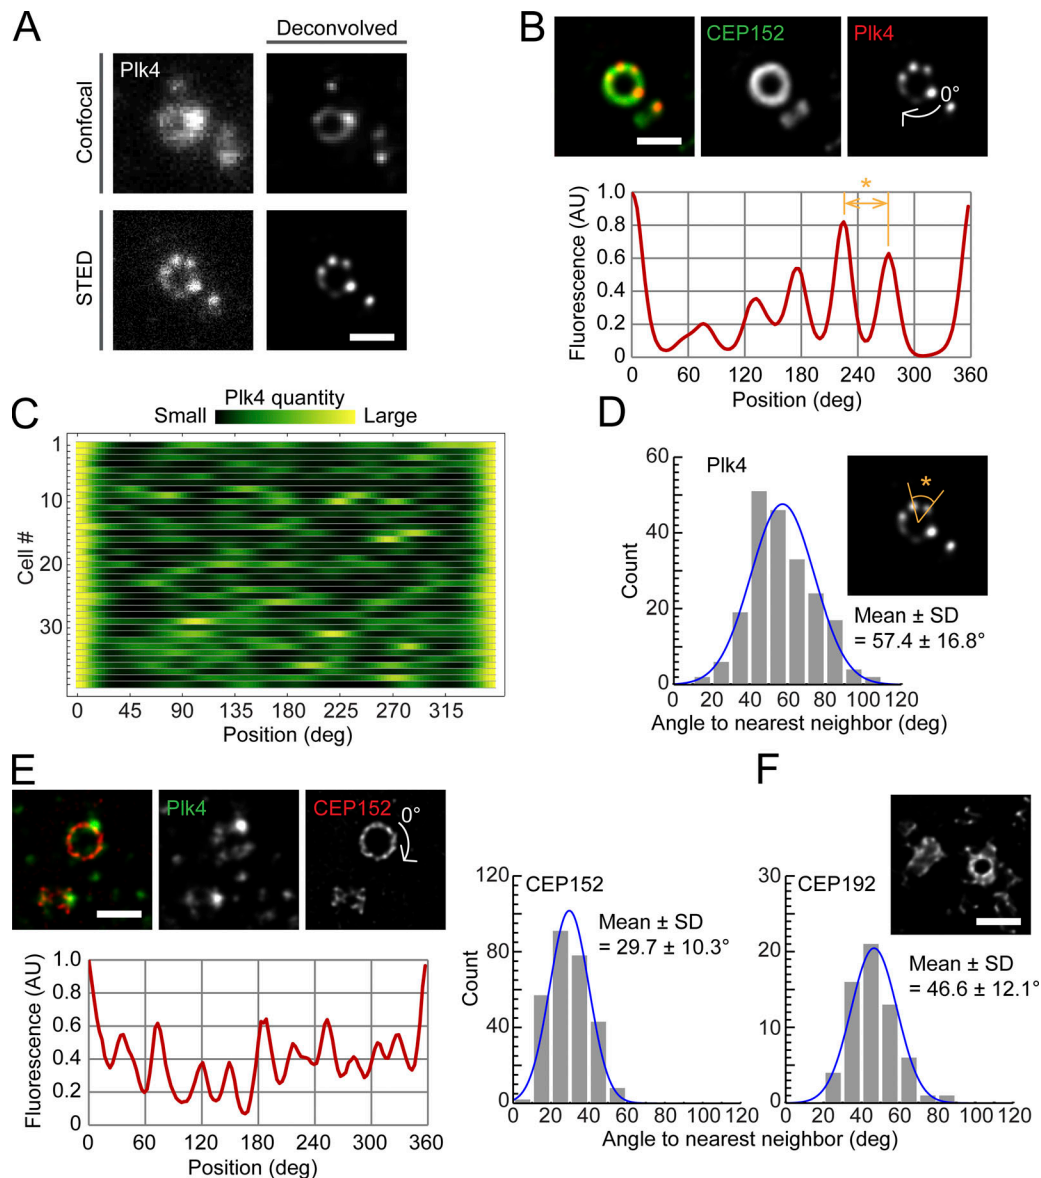 A
Deconvolved
Confocal
Plk4
STED
B
CEP152
Plk4
0°
*
Fluorescence (AU)
1.0
0.8
0.6
0.4
0.2
0
0 60 120 180 240 300 360
Position (deg)
C
Plk4 quantity
Small Large
Cell #
1
10
20
30
0 45 90 135 180 225 270 315
Position (deg)
D
Plk4
*
Count
60
40
20
0
Mean ± SD
= 57.4 ± 16.8°
0 20 40 60 80 100 120
Angle to nearest neighbor (deg)
E
Plk4
CEP152
0°
Fluorescence (AU)
1.0
0.8
0.6
0.4
0.2
0
0 60 120 180 240 300 360
Position (deg)
CEP152
Count
120
80
40
0
Mean ± SD
= 29.7 ± 10.3°
0 20 40 60 80 100 120
F
CEP192
30
20
10
0
Mean ± SD
= 46.6 ± 12.1°
0 20 40 60 80 100 120
Angle to nearest neighbor (deg)